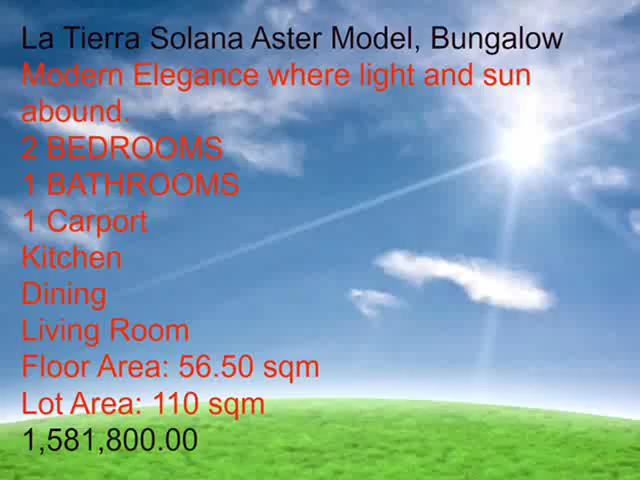 La Tierra Solana Aster Model, Bungalow
Modern Elegance where light and sun
abound.
2 BEDROOMS
1 BATHROOMS
1 Carport
Kitchen
Dining
Living Room
Floor Area: 56.50 sqm
Lot Area: 110 sqm
1,581,800.00